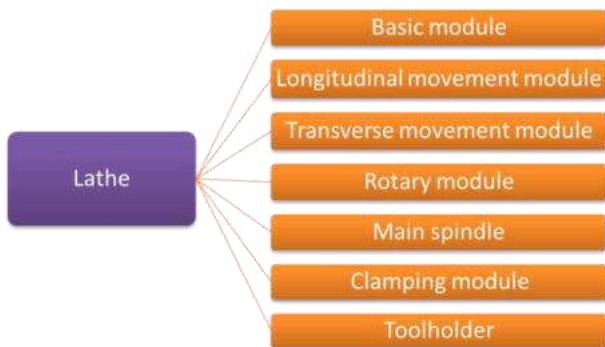 Lathe
Basic module
Longitudinal movement module
Transverse movement module
Rotary module
Main spindle
Clamping module
Toolholder